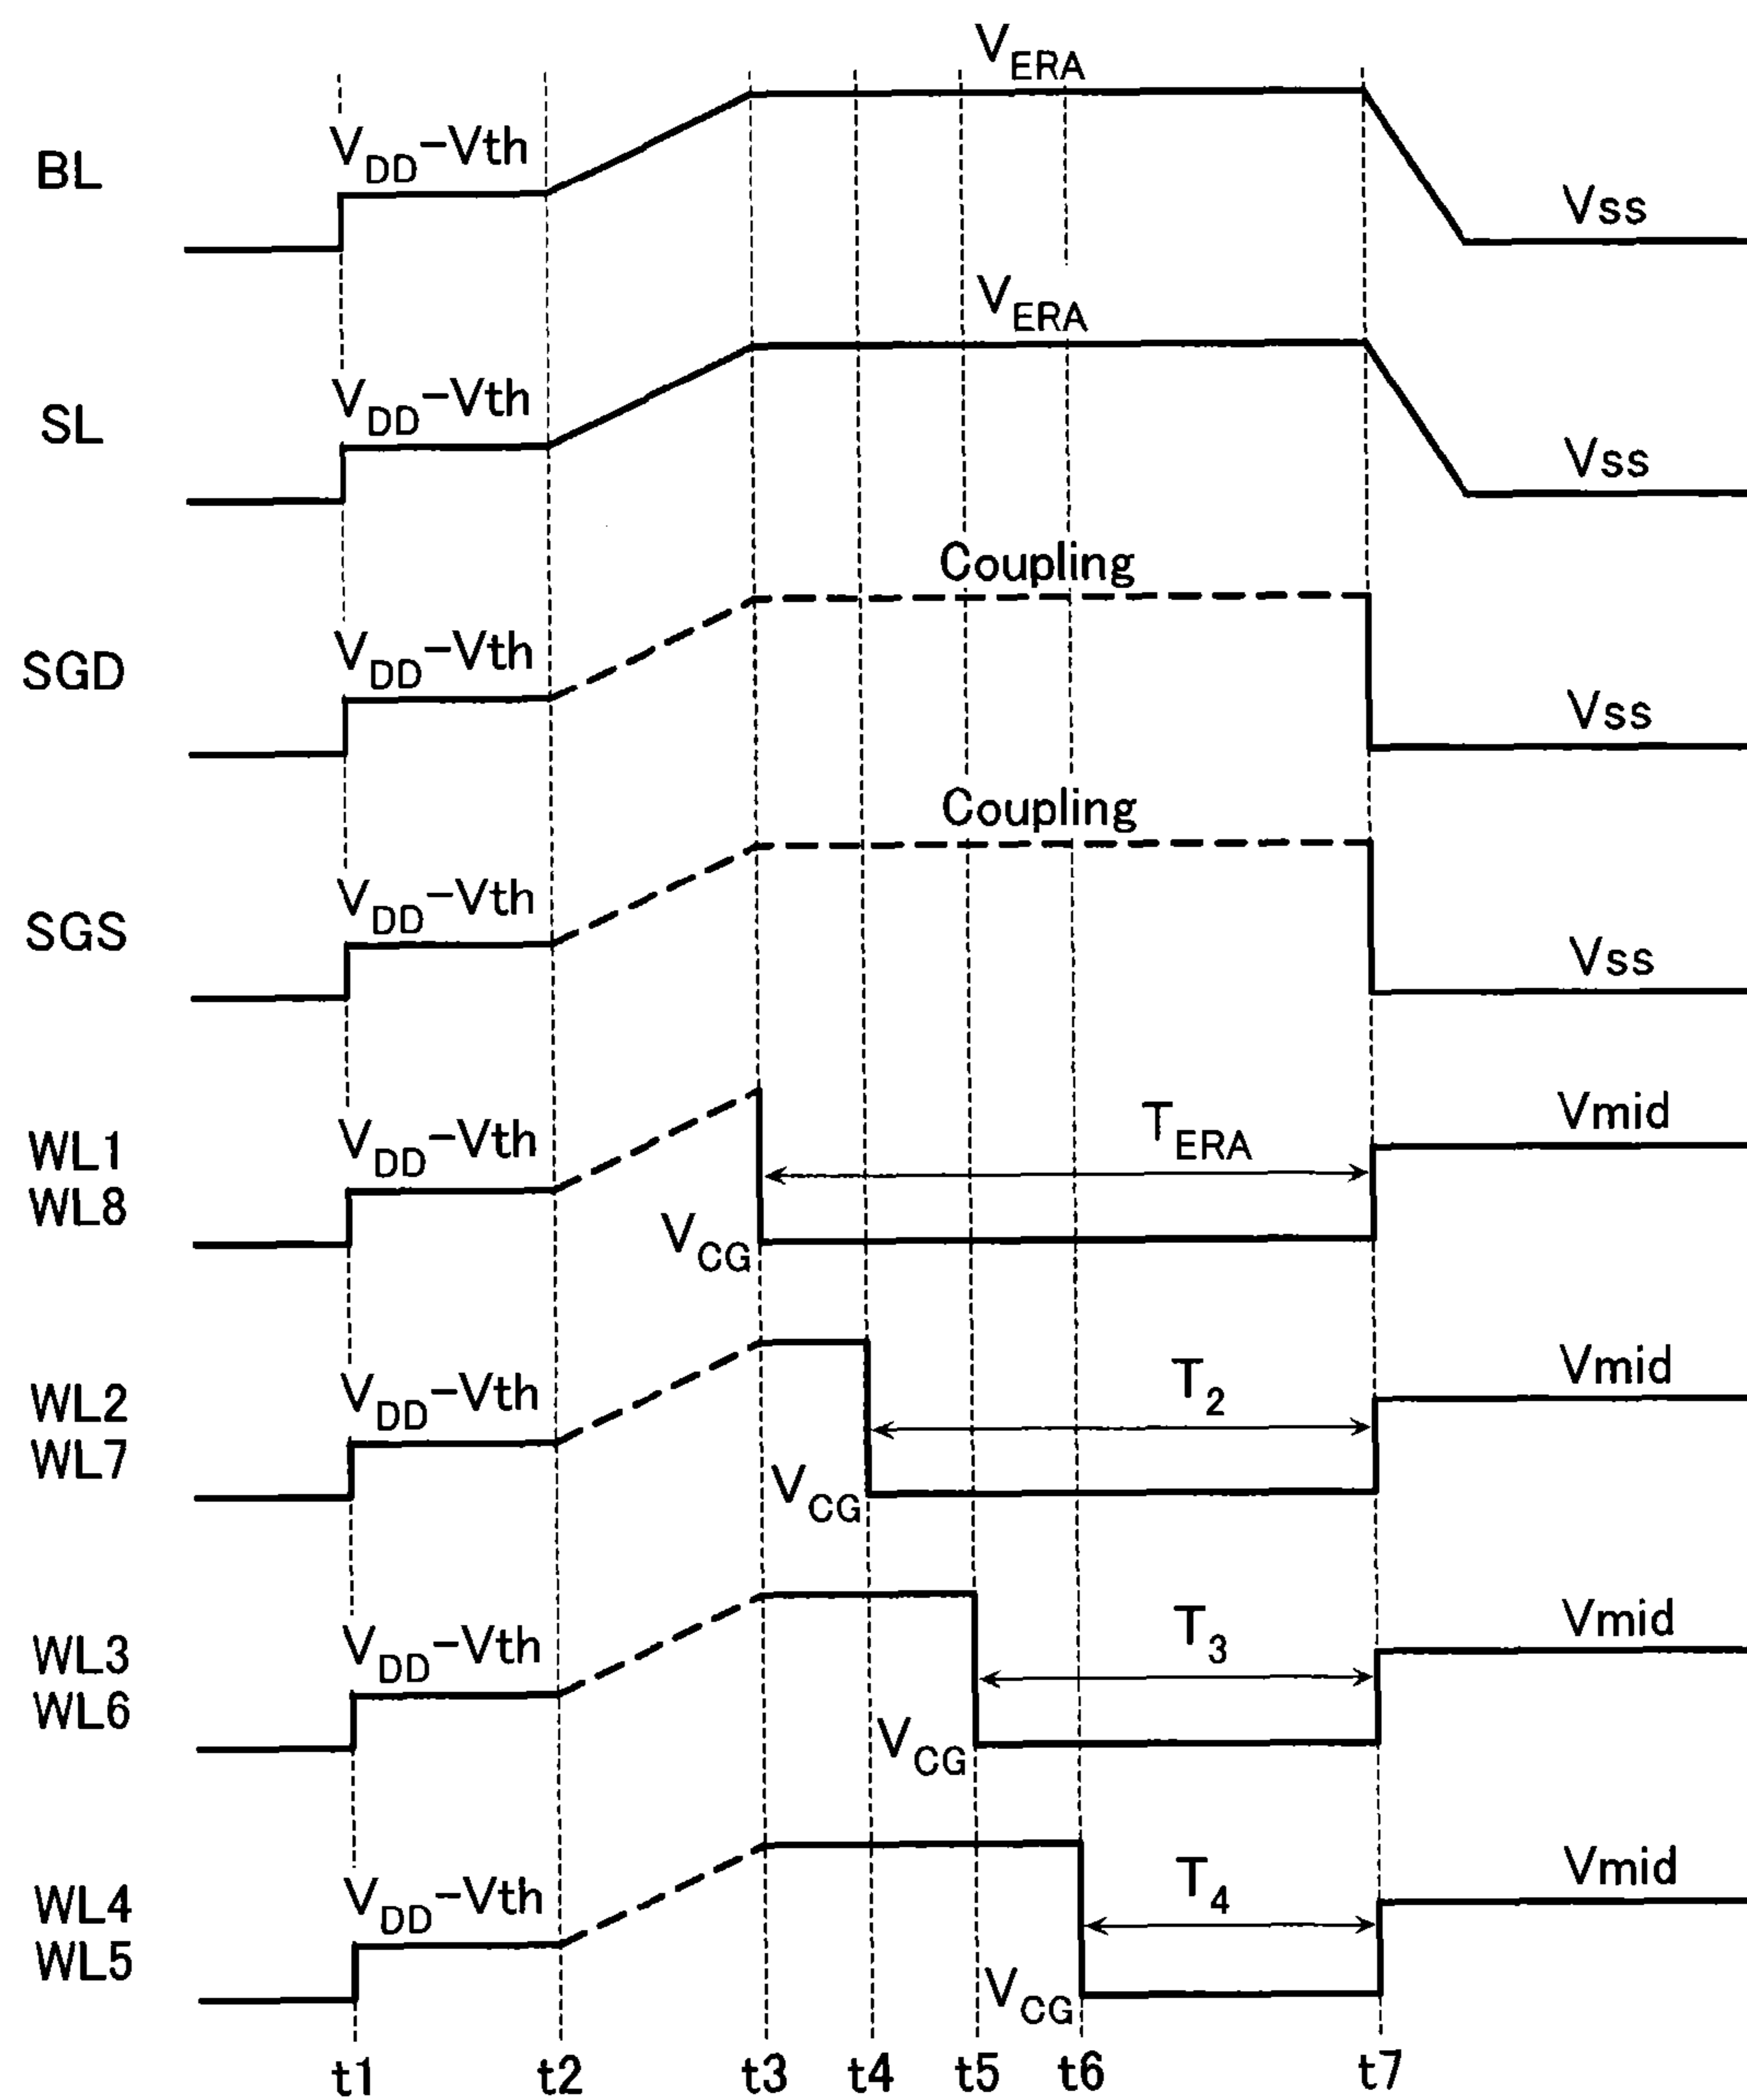 V_ERA
BL V_DD-Vth Vss
V_ERA
SL V_DD-Vth Vss
Coupling
SGD V_DD-Vth Vss
Coupling
SGS V_DD-Vth Vss
WL1 V_DD-Vth T_ERA Vmid
WL8 V_CG
WL2 V_DD-Vth T_2 Vmid
WL7 V_CG
WL3 V_DD-Vth T_3 Vmid
WL6 V_CG
WL4 V_DD-Vth T_4 Vmid
WL5 V_CG
t1 t2 t3 t4 t5 t6 t7